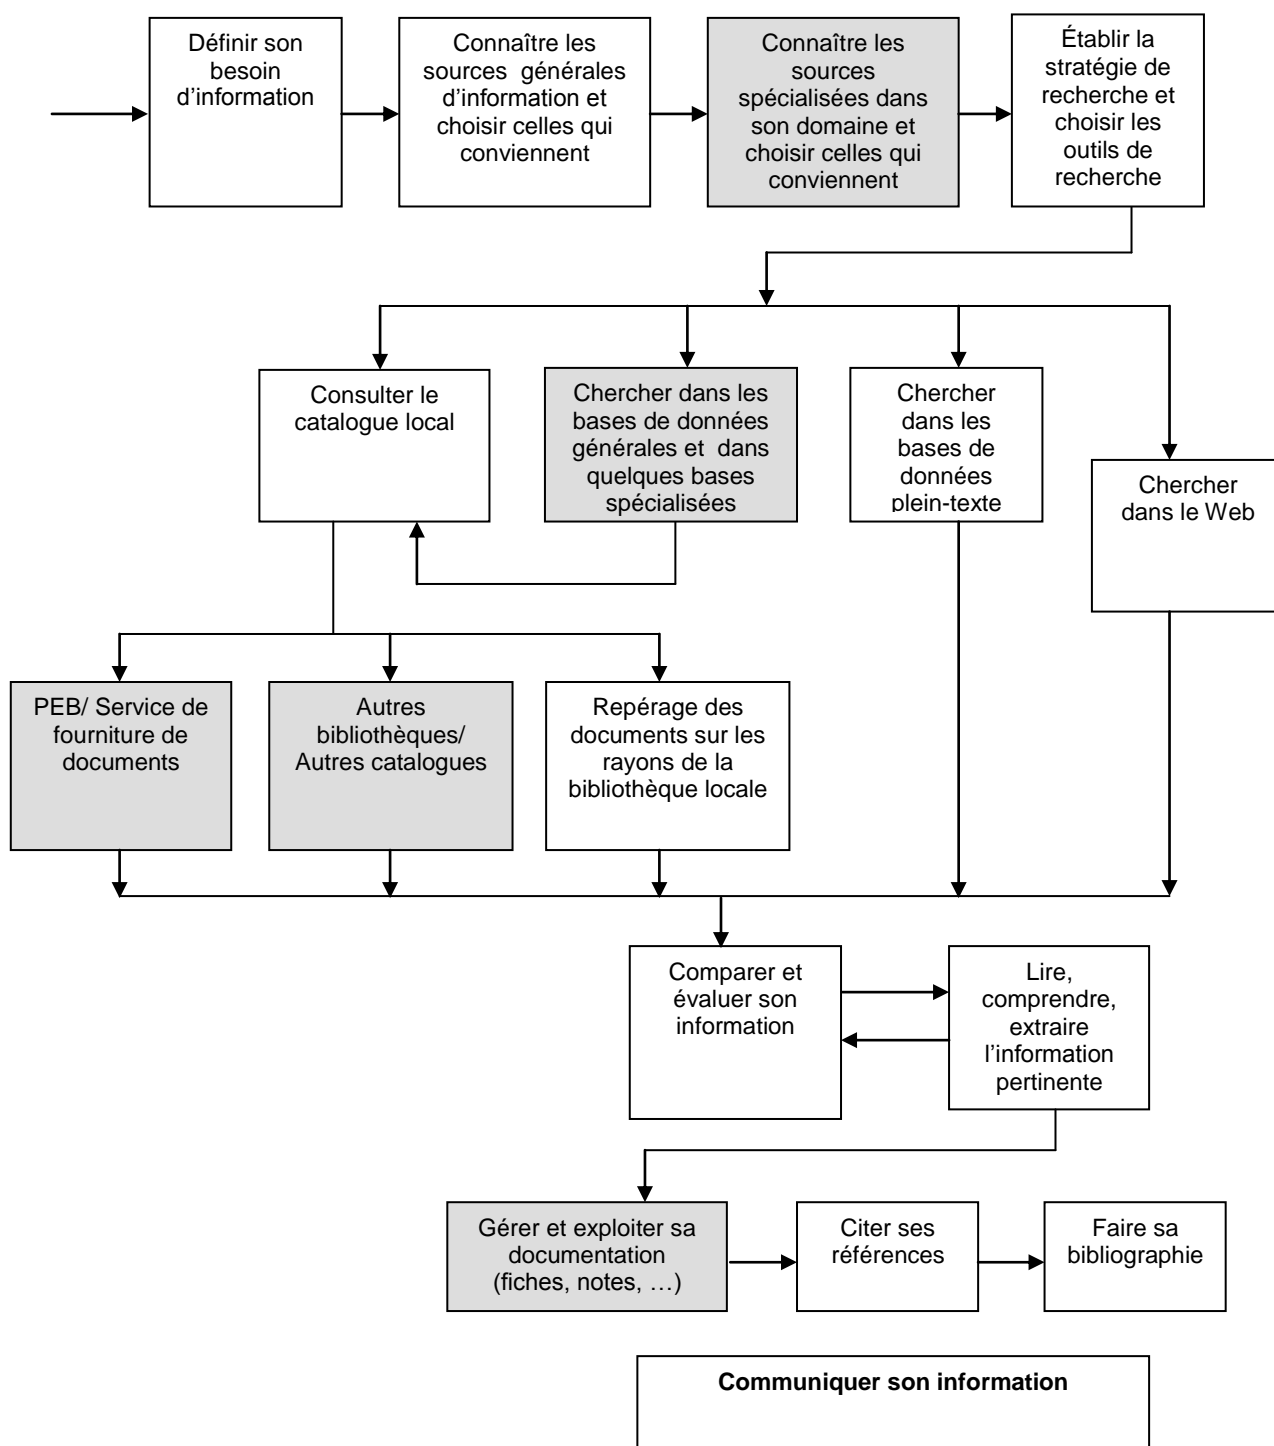 Définir son
besoin
d’information
Connaître les
sources générales
d’information et
choisir celles qui
conviennent
Connaître les
sources
spécialisées dans
son domaine et
choisir celles qui
conviennent
Établir la
stratégie de
recherche et
choisir les
outils de
recherche
Consulter le
catalogue local
Chercher dans les
bases de données
générales et dans
quelques bases
spécialisées
Chercher
dans les
bases de
données
plein-texte
Chercher
dans le Web
PEB/ Service de
fourniture de
documents
Autres
bibliothèques/
Autres catalogues
Repérage des
documents sur les
rayons de la
bibliothèque locale
Comparer et
évaluer son
information
Lire,
comprendre,
extraire
l’information
pertinente
Gérer et exploiter sa
documentation
(fiches, notes, …)
Citer ses
références
Faire sa
bibliographie
Communiquer son information